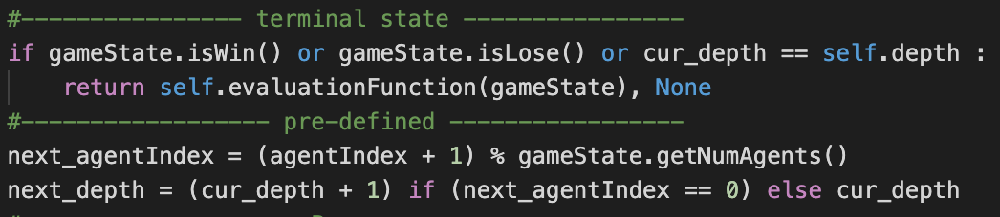 #---------------- terminal state ----------------
if gameState.isWin() or gameState.isLose() or cur_depth == self.depth :
    return self.evaluationFunction(gameState), None
#------------------ pre-defined -----------------
next_agentIndex = (agentIndex + 1) % gameState.getNumAgents()
next_depth = (cur_depth + 1) if (next_agentIndex == 0) else cur_depth